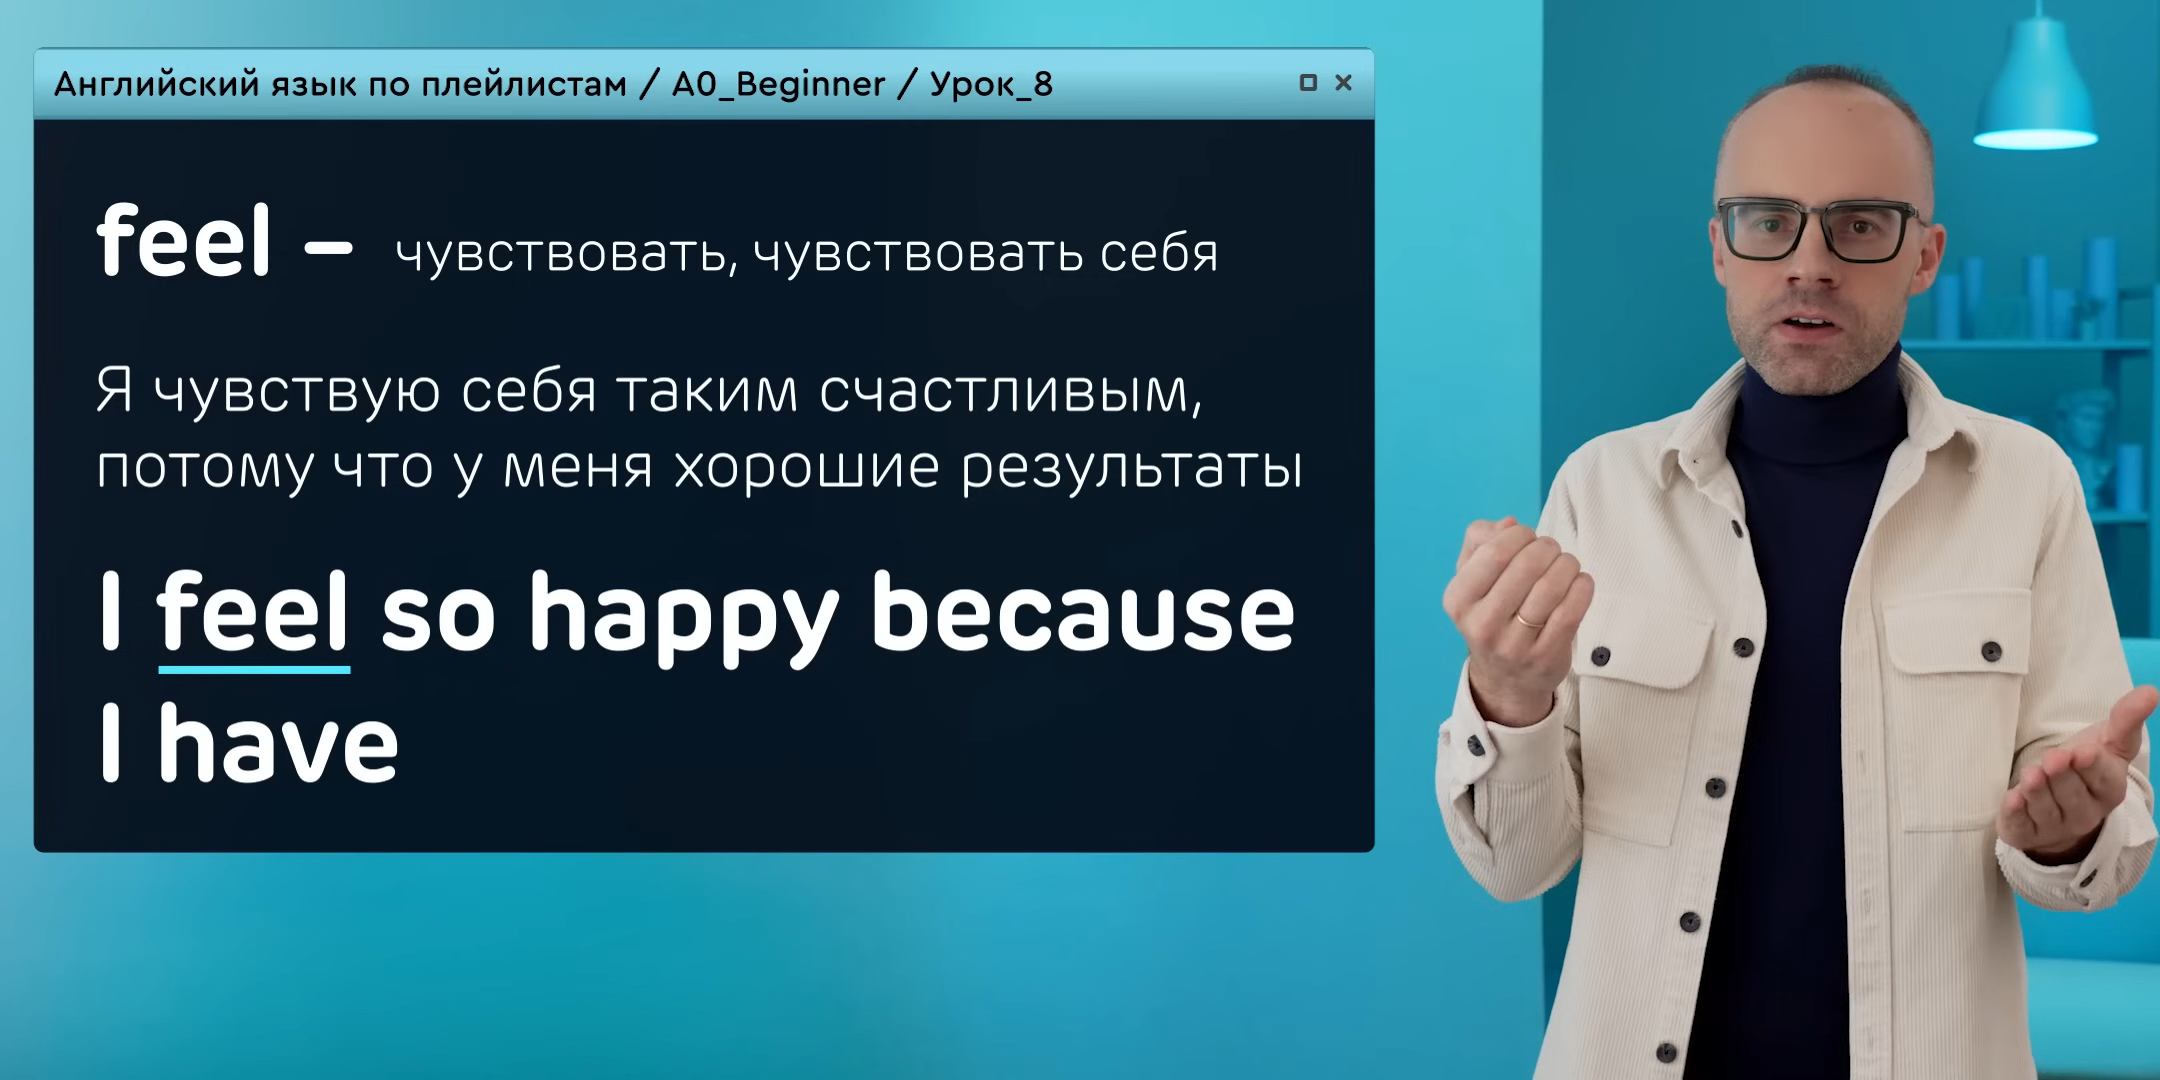 Английский язык по плейлистам / A0_Beginner / Урок_8
feel – чувствовать, чувствовать себя
Я чувствую себя таким счастливым,
потому что у меня хорошие результаты
I feel so happy because
I have